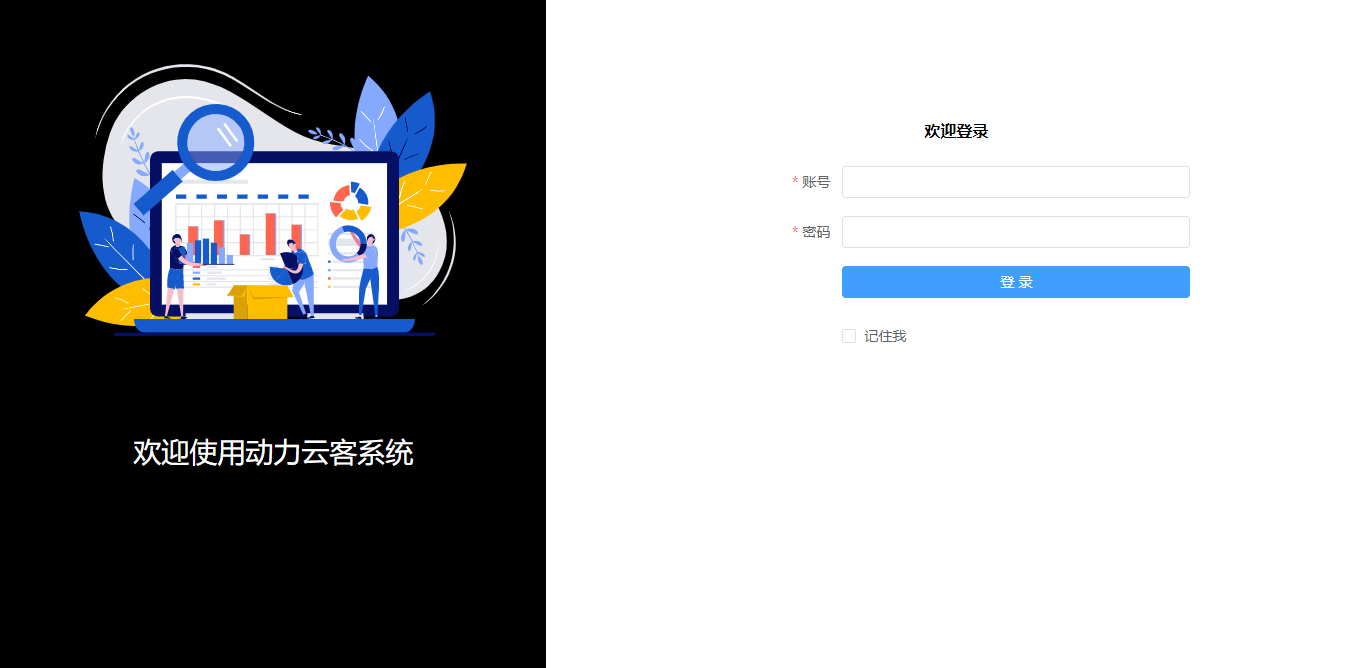 欢迎使用动力云客系统
欢迎登录
* 账号
* 密码
登 录
记住我